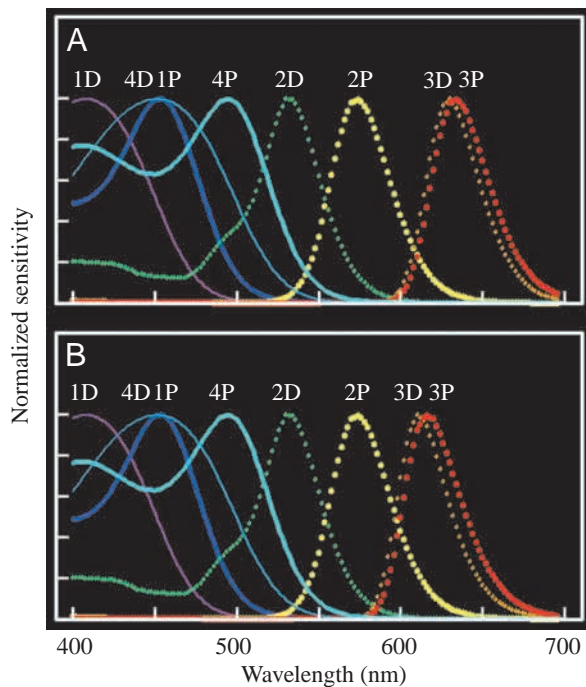 A
1D 4D 1P 4P 2D 2P 3D 3P
B
1D 4D 1P 4P 2D 2P 3D 3P
Normalized sensitivity
400 500 600 700
Wavelength (nm)